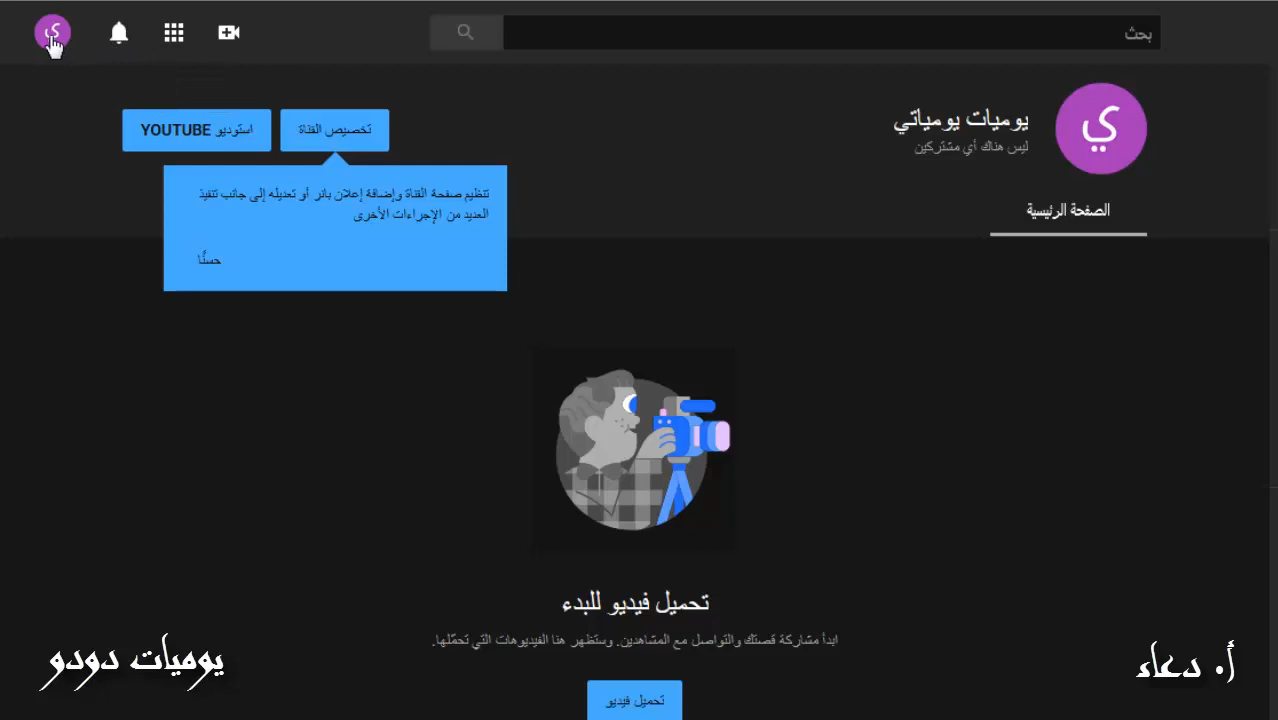 ي
بحث
ي
يوميات يومياتي
ليس هناك أي مشتركين
تخصيص القناة
استوديو YOUTUBE
تنظيم صفحة القناة وإضافة إعلان بانر أو تعديله إلى جانب تنفيذ
العديد من الإجراءات الأخرى
حسنًا
الصفحة الرئيسية
تحميل فيديو للبدء
ابدأ مشاركة قصتك والتواصل مع المشاهدين. وستظهر هنا الفيديوهات التي تحمّلها.
تحميل فيديو
أ. دعاء
يوميات دودو